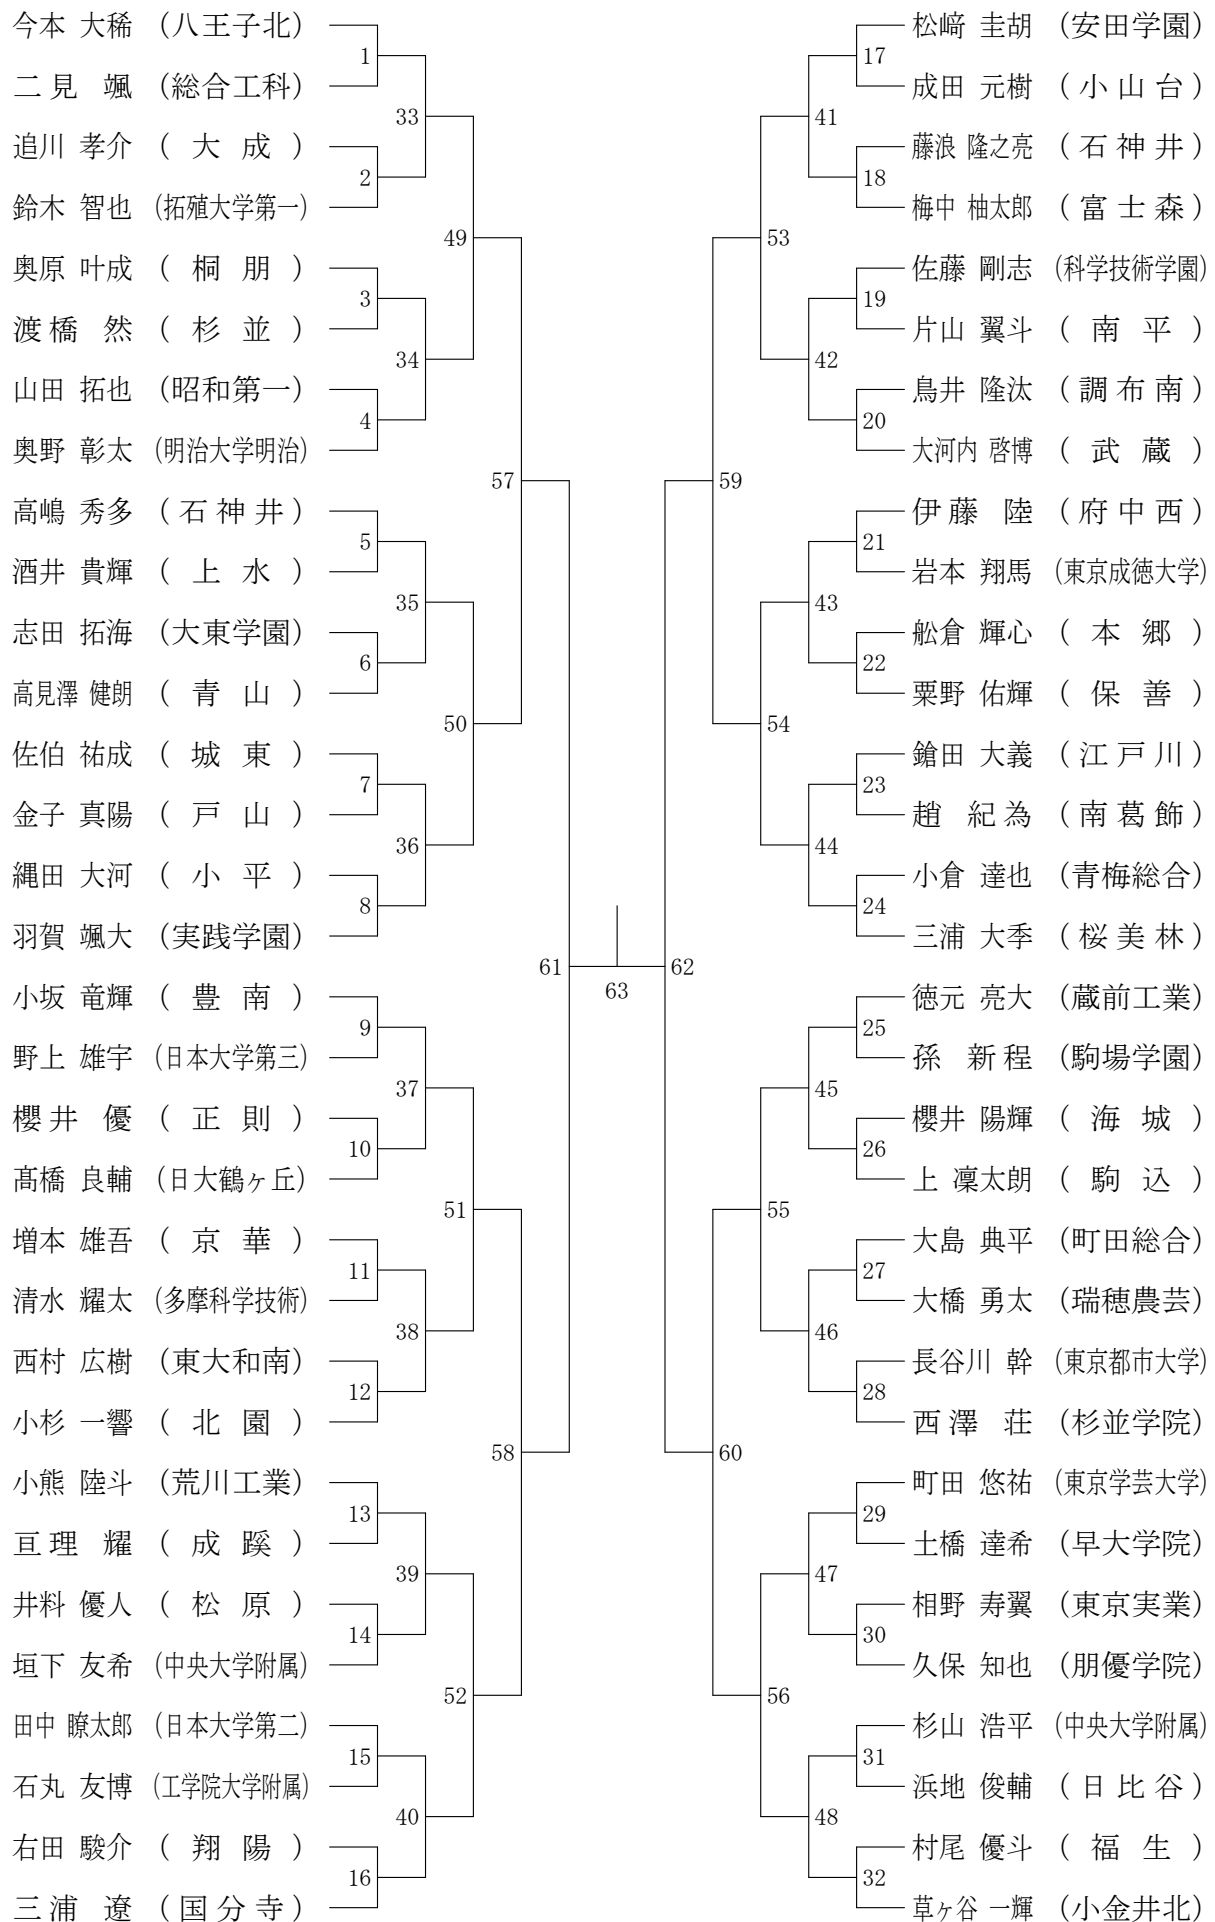 今本 大稀 (八王子北)
1
二見 颯 (総合工科)
33
追川 孝介 (大成)
2
鈴木 智也 (拓殖大学第一)
49
奥原 叶成 (桐朋)
3
渡橋 然 (杉並)
34
山田 拓也 (昭和第一)
4
奥野 彰太 (明治大学明治)
57
高嶋 秀多 (石神井)
5
酒井 貴輝 (上水)
35
志田 拓海 (大東学園)
6
高見澤 健朗 (青山)
50
佐伯 祐成 (城東)
7
金子 真陽 (戸山)
36
縄田 大河 (小平)
8
羽賀 颯大 (実践学園)
61
小坂 竜輝 (豊南)
9
野上 雄宇 (日本大学第三)
37
櫻井 優 (正則)
10
髙橋 良輔 (日大鶴ヶ丘)
51
増本 雄吾 (京華)
11
清水 耀太 (多摩科学技術)
38
西村 広樹 (東大和南)
12
小杉 一響 (北園)
58
小熊 陸斗 (荒川工業)
13
亘理 耀 (成蹊)
39
井料 優人 (松原)
14
垣下 友希 (中央大学附属)
52
田中 瞭太郎 (日本大学第二)
15
石丸 友博 (工学院大学附属)
40
右田 駿介 (翔陽)
16
三浦 遼 (国分寺)
63
松﨑 圭胡 (安田学園)
17
成田 元樹 (小山台)
41
藤浪 隆之亮 (石神井)
18
梅中 柚太郎 (富士森)
53
佐藤 剛志 (科学技術学園)
19
片山 翼斗 (南平)
42
鳥井 隆汰 (調布南)
20
大河内 啓博 (武蔵)
59
伊藤 陸 (府中西)
21
岩本 翔馬 (東京成徳大学)
43
舩倉 輝心 (本郷)
22
粟野 佑輝 (保善)
54
鎗田 大義 (江戸川)
23
趙 紀為 (南葛飾)
44
小倉 達也 (青梅総合)
24
三浦 大季 (桜美林)
62
徳元 亮大 (蔵前工業)
25
孫 新程 (駒場学園)
45
櫻井 陽輝 (海城)
26
上 凜太朗 (駒込)
55
大島 典平 (町田総合)
27
大橋 勇太 (瑞穂農芸)
46
長谷川 幹 (東京都市大学)
28
西澤 荘 (杉並学院)
60
町田 悠祐 (東京学芸大学)
29
土橋 達希 (早大学院)
47
相野 寿翼 (東京実業)
30
久保 知也 (朋優学院)
56
杉山 浩平 (中央大学附属)
31
浜地 俊輔 (日比谷)
48
村尾 優斗 (福生)
32
草ヶ谷 一輝 (小金井北)